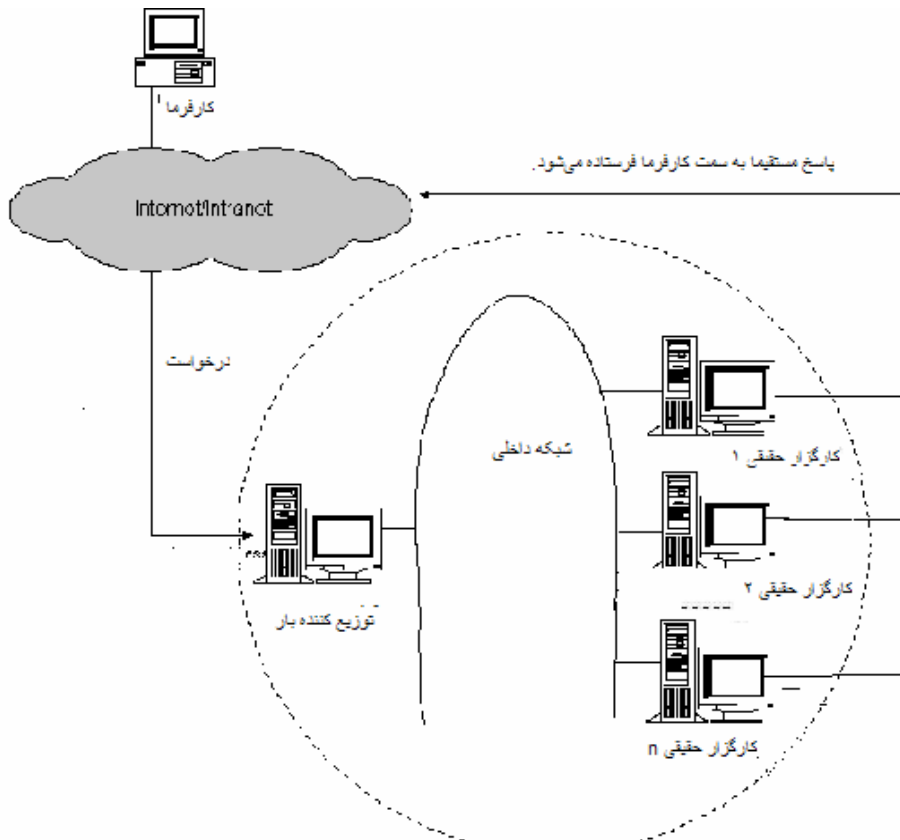 کارفرما
پاسخ مستقیما به سمت کارفرما فرستاده می‌شود.
Internet/Intranet
درخواست
شبکه داخلی
کارگزار حقیقی ۱
کارگزار حقیقی ۲
توزیع کننده بار
کارگزار حقیقی n